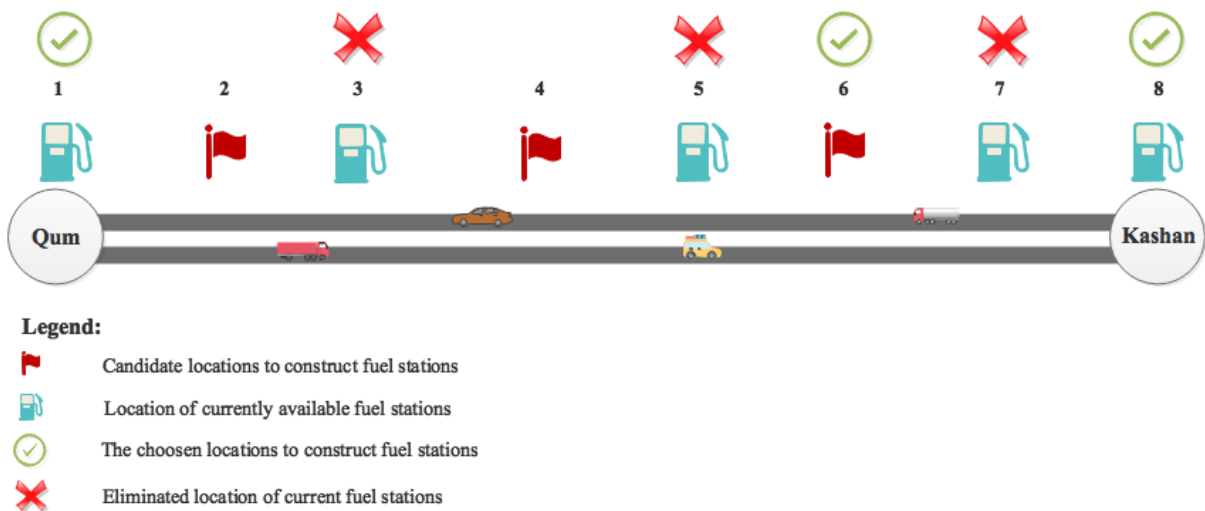 1 2 3 4 5 6 7 8
Qum Kashan
Legend:
Candidate locations to construct fuel stations
Location of currently available fuel stations
The choosen locations to construct fuel stations
Eliminated location of current fuel stations